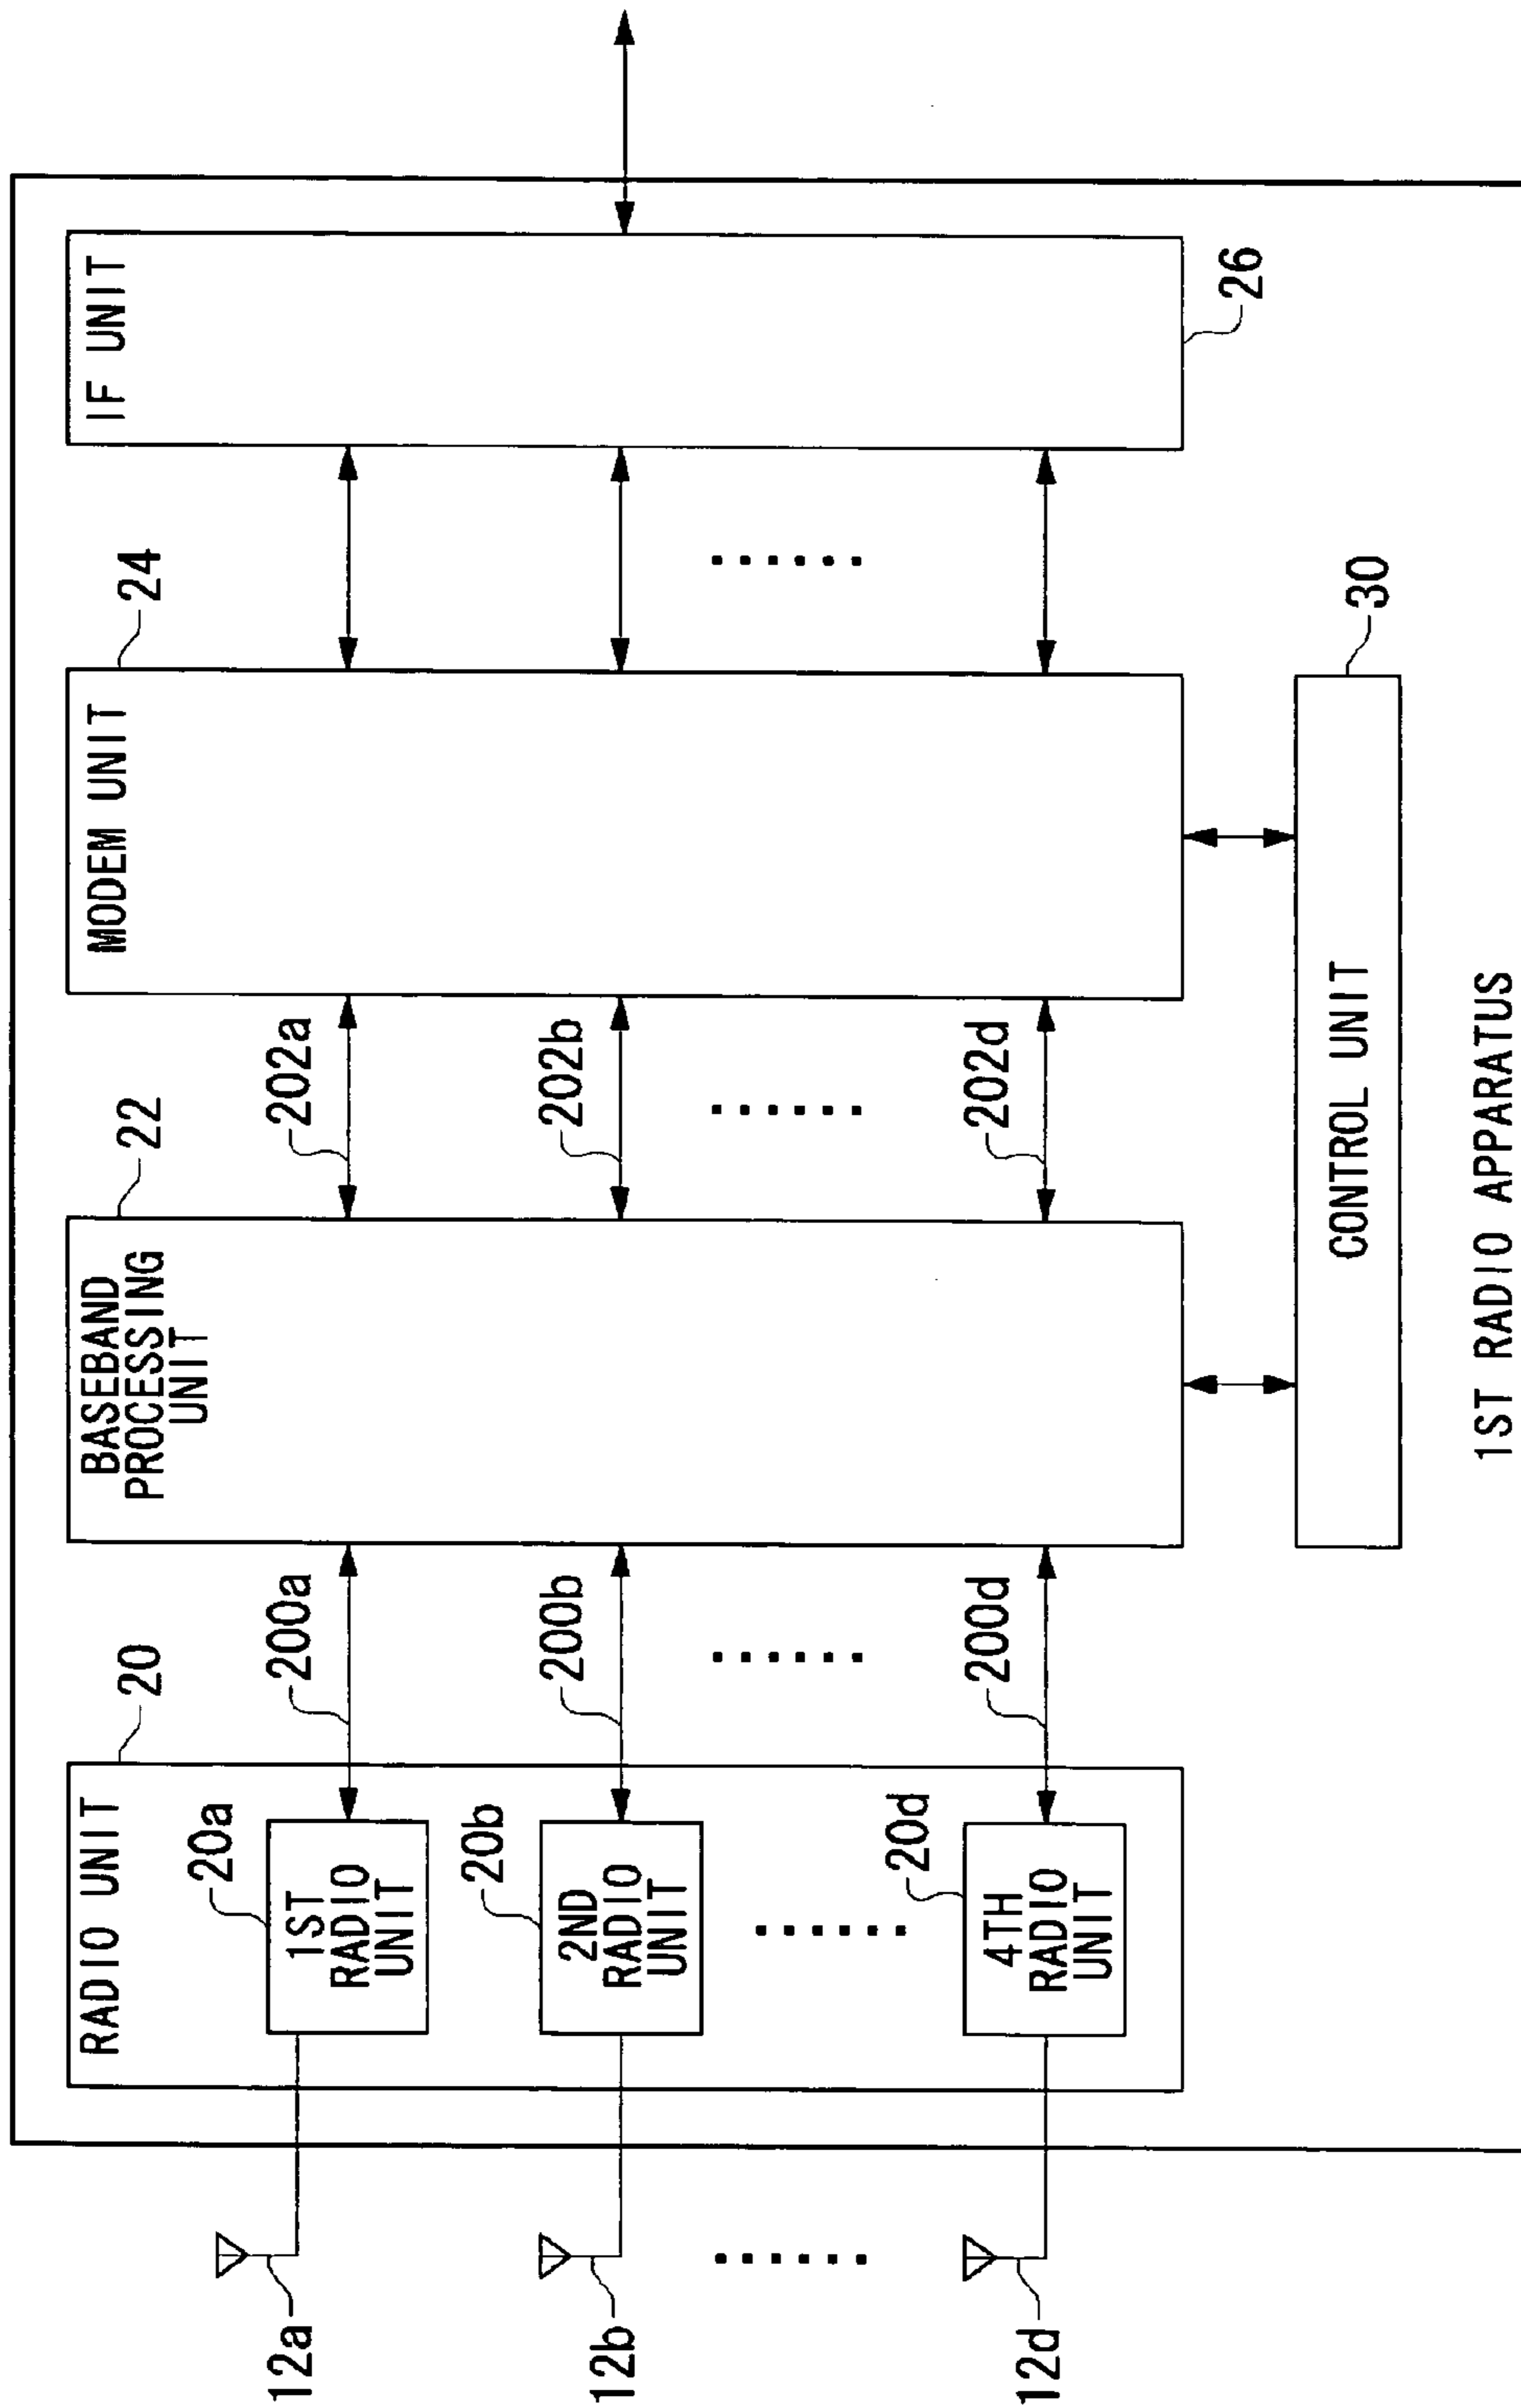 RADIO UNIT
20
20a
1ST
RADIO
UNIT
20b
2ND
RADIO
UNIT
......
20d
4TH
RADIO
UNIT
12a
12b
......
12d
200a
200b
......
200d
BASEBAND
PROCESSING
UNIT
22
202a
202b
......
202d
MODEM UNIT
24
......
IF UNIT
26
CONTROL UNIT
30
1ST RADIO APPARATUS